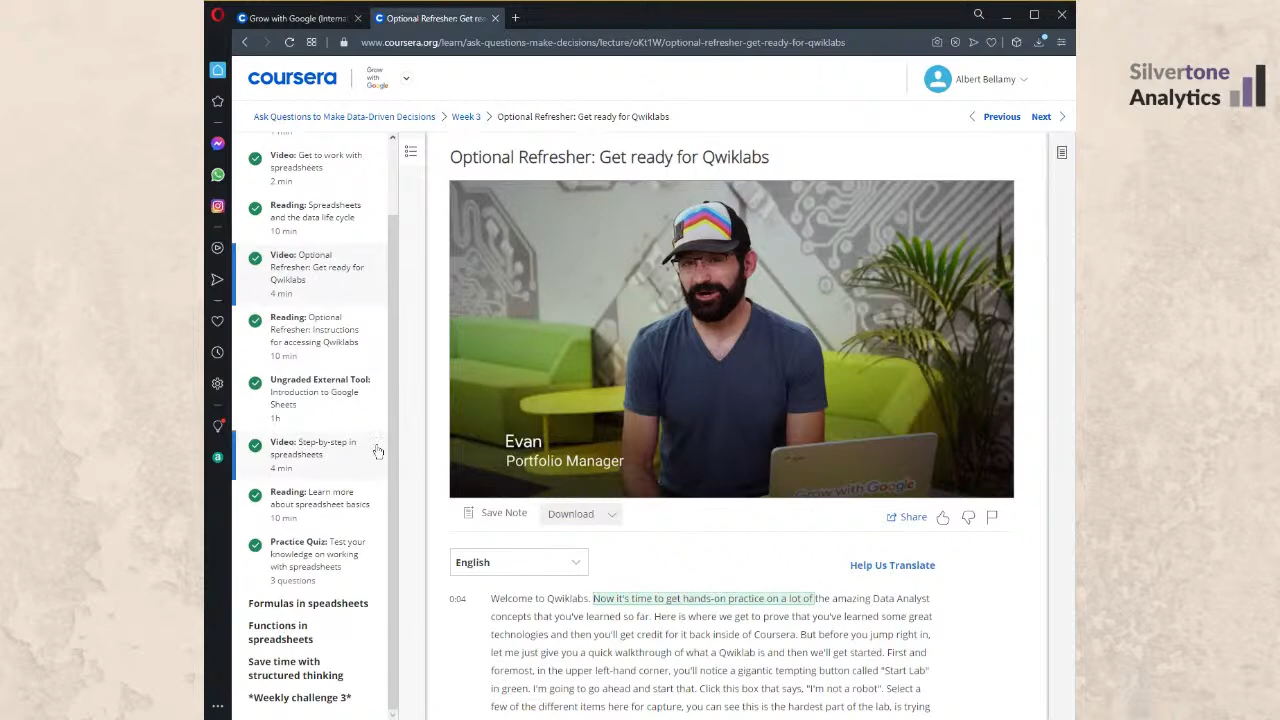 Grow with Google (Interna
Optional Refresher: Get re
www.coursera.org/learn/ask-questions-make-decisions/lecture/oKt1W/optional-refresher-get-ready-for-qwiklabs
coursera
Grow
with
Google
Albert Bellamy
Silvertone
Analytics
Ask Questions to Make Data-Driven Decisions
Week 3
Optional Refresher: Get ready for Qwiklabs
Previous
Next
Video: Get to work with
spreadsheets
2 min
Reading: Spreadsheets
and the data life cycle
10 min
Video: Optional
Refresher: Get ready for
Qwiklabs
4 min
Reading: Optional
Refresher: Instructions
for accessing Qwiklabs
10 min
Ungraded External Tool:
Introduction to Google
Sheets
1h
Video: Step-by-step in
spreadsheets
4 min
Reading: Learn more
about spreadsheet basics
10 min
Practice Quiz: Test your
knowledge on working
with spreadsheets
3 questions
Formulas in speadsheets
Functions in
spreadsheets
Save time with
structured thinking
*Weekly challenge 3*
Optional Refresher: Get ready for Qwiklabs
Evan
Portfolio Manager
Grow with Google
Save Note
Download
Share
English
Help Us Translate
0:04
Welcome to Qwiklabs. Now it's time to get hands-on practice on a lot of the amazing Data Analyst
concepts that you've learned so far. Here is where we get to prove that you've learned some great
technologies and then you'll get credit for it back inside of Coursera. But before you jump right in,
let me just give you a quick walkthrough of what a Qwiklab is and then we'll get started. First and
foremost, in the upper left-hand corner, you'll notice a gigantic tempting button called "Start Lab"
in green. I'm going to go ahead and start that. Click this box that says, "I'm not a robot". Select a
few of the different items here for capture, you can see this is the hardest part of the lab, is trying